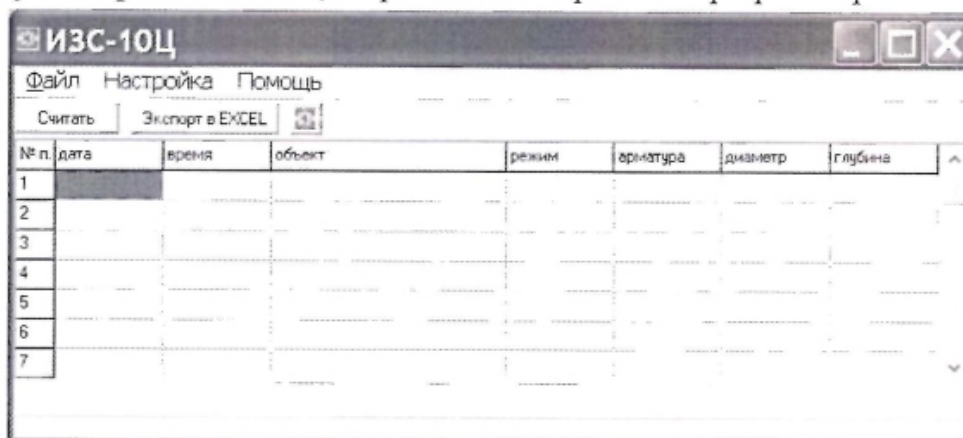 ИЗС-10Ц
Файл Настройка Помощь
Считать Экспорт в EXCEL
№ п. дата время объект режим арматура диаметр глубина
1
2
3
4
5
6
7